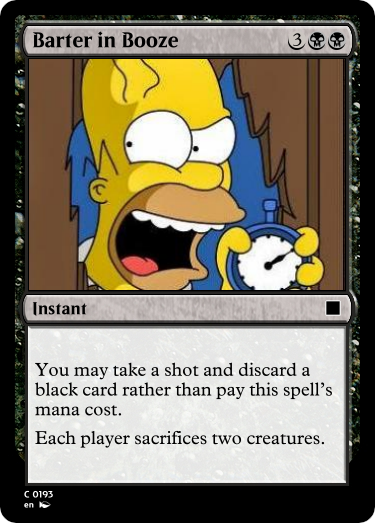 Barter in Booze 3
Instant
You may take a shot and discard a
black card rather than pay this spell's
mana cost.
Each player sacrifices two creatures.
C 0193
en